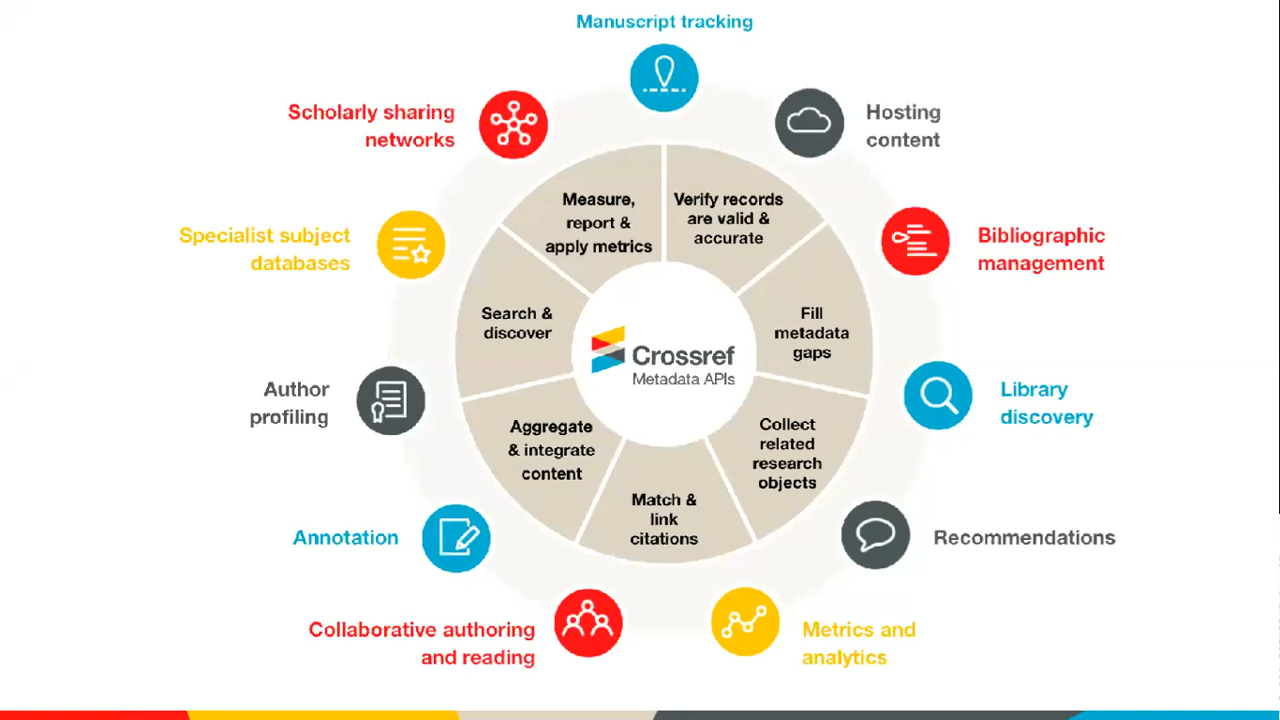 Manuscript tracking
Hosting
content
Bibliographic
management
Library
discovery
Recommendations
Metrics and
analytics
Collaborative authoring
and reading
Annotation
Author
profiling
Specialist subject
databases
Scholarly sharing
networks
Measure,
report &
apply metrics
Verify records
are valid &
accurate
Fill
metadata
gaps
Collect
related
research
objects
Match &
link
citations
Aggregate
& integrate
content
Search &
discover
Crossref
Metadata APIs